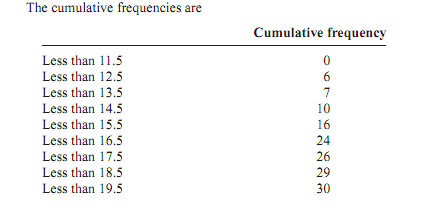 The cumulative frequencies are
Cumulative frequency
Less than 11.5 0
Less than 12.5 6
Less than 13.5 7
Less than 14.5 10
Less than 15.5 16
Less than 16.5 24
Less than 17.5 26
Less than 18.5 29
Less than 19.5 30